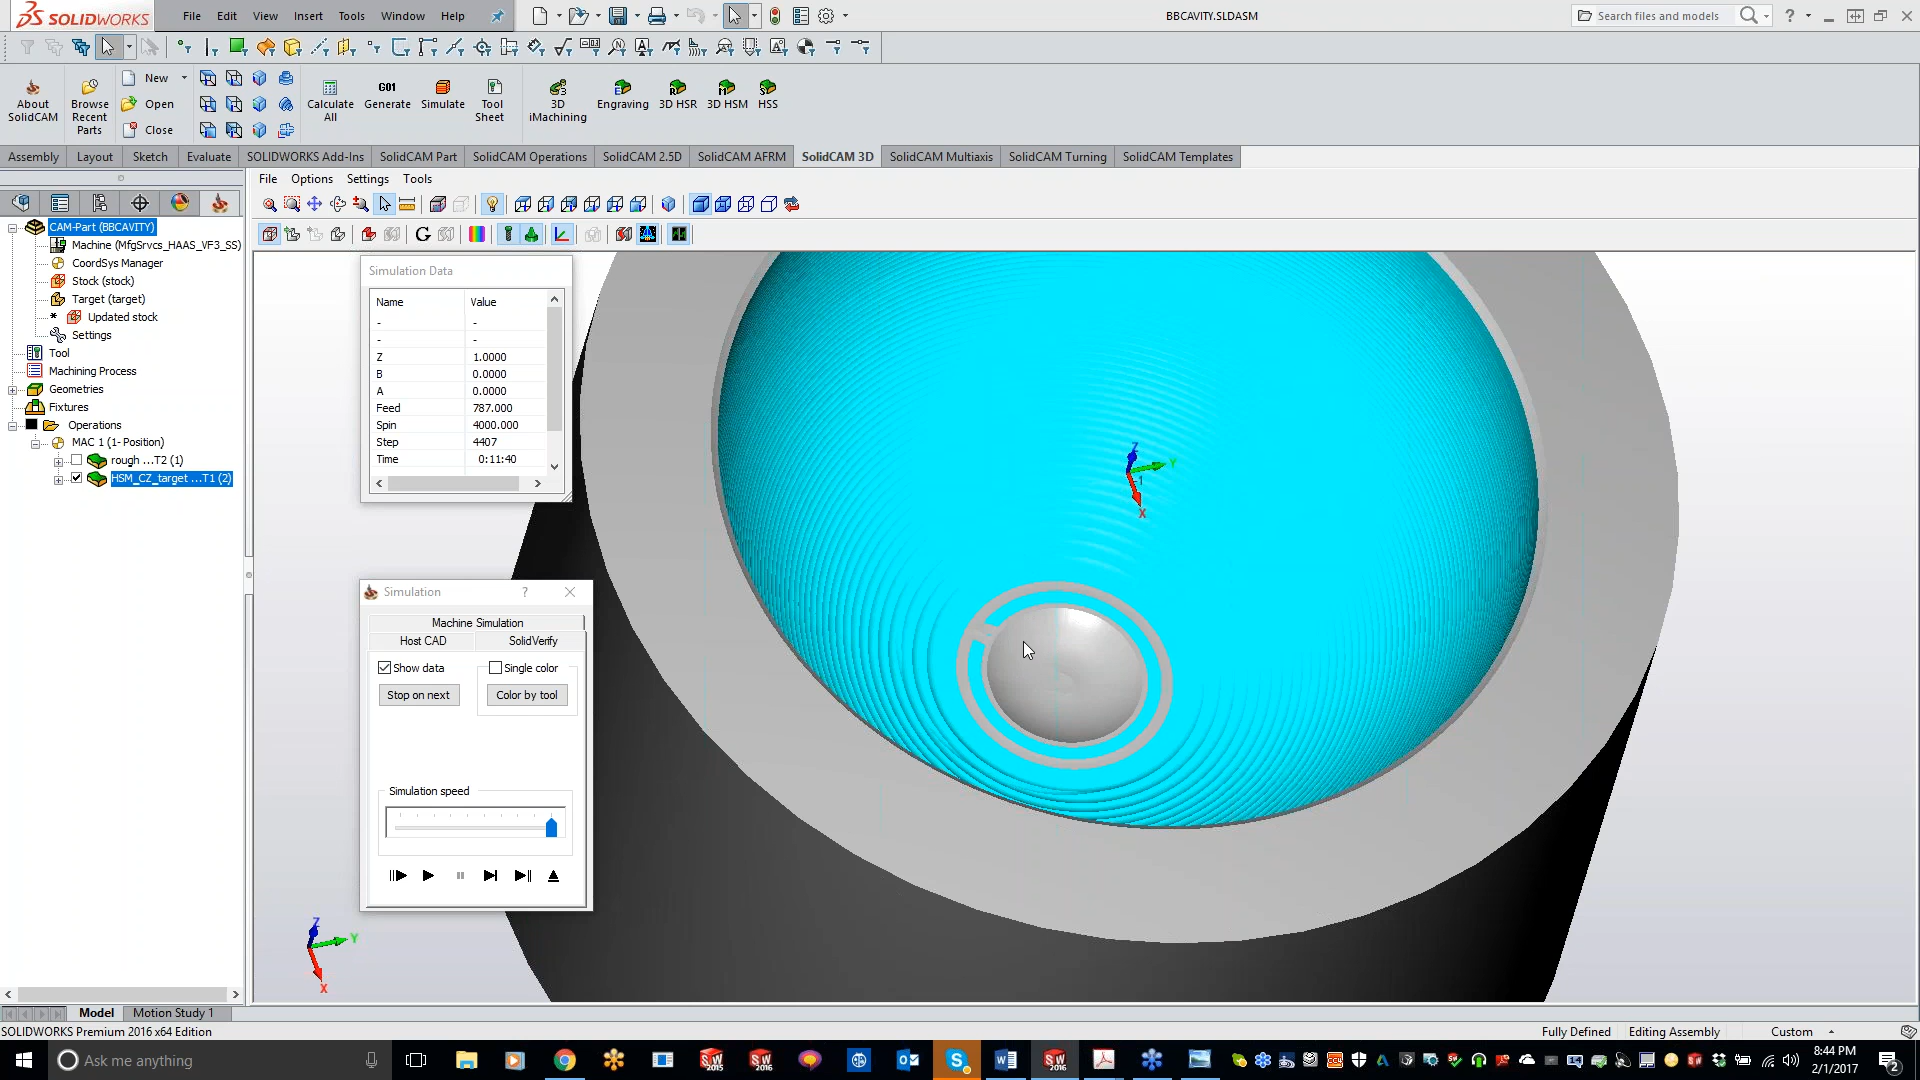 SOLIDWORKS File Edit View Insert Tools Window Help BBCAVITY.SLDASM Search files and models ?
About SolidCAM
Browse Recent Parts
New
Open
Close
Calculate All
G01 Generate
Simulate
Tool Sheet
3D iMachining
Engraving
3D HSR
3D HSM
HSS
Assembly Layout Sketch Evaluate SOLIDWORKS Add-Ins SolidCAM Part SolidCAM Operations SolidCAM 2.5D SolidCAM AFRM SolidCAM 3D SolidCAM Multiaxis SolidCAM Turning SolidCAM Templates
File Options Settings Tools
CAM-Part (BBCAVITY)
Machine (MfgSrvcs_HAAS_VF3_SS)
CoordSys Manager
Stock (stock)
Target (target)
* Updated stock
Settings
Tool
Machining Process
Geometries
Fixtures
Operations
MAC 1 (1- Position)
rough ...T2 (1)
HSM_CZ_target ...T1 (2)
Simulation Data
Name Value
- -
- -
Z 1.0000
B 0.0000
A 0.0000
Feed 787.000
Spin 4000.000
Step 4407
Time 0:11:40
Simulation ?
Machine Simulation
Host CAD SolidVerify
Show data Single color
Stop on next Color by tool
Simulation speed
Z
Y
1
X
Z
Y
X
Model Motion Study 1
SOLIDWORKS Premium 2016 x64 Edition Fully Defined Editing Assembly Custom
Ask me anything
8:44 PM
2/1/2017
2